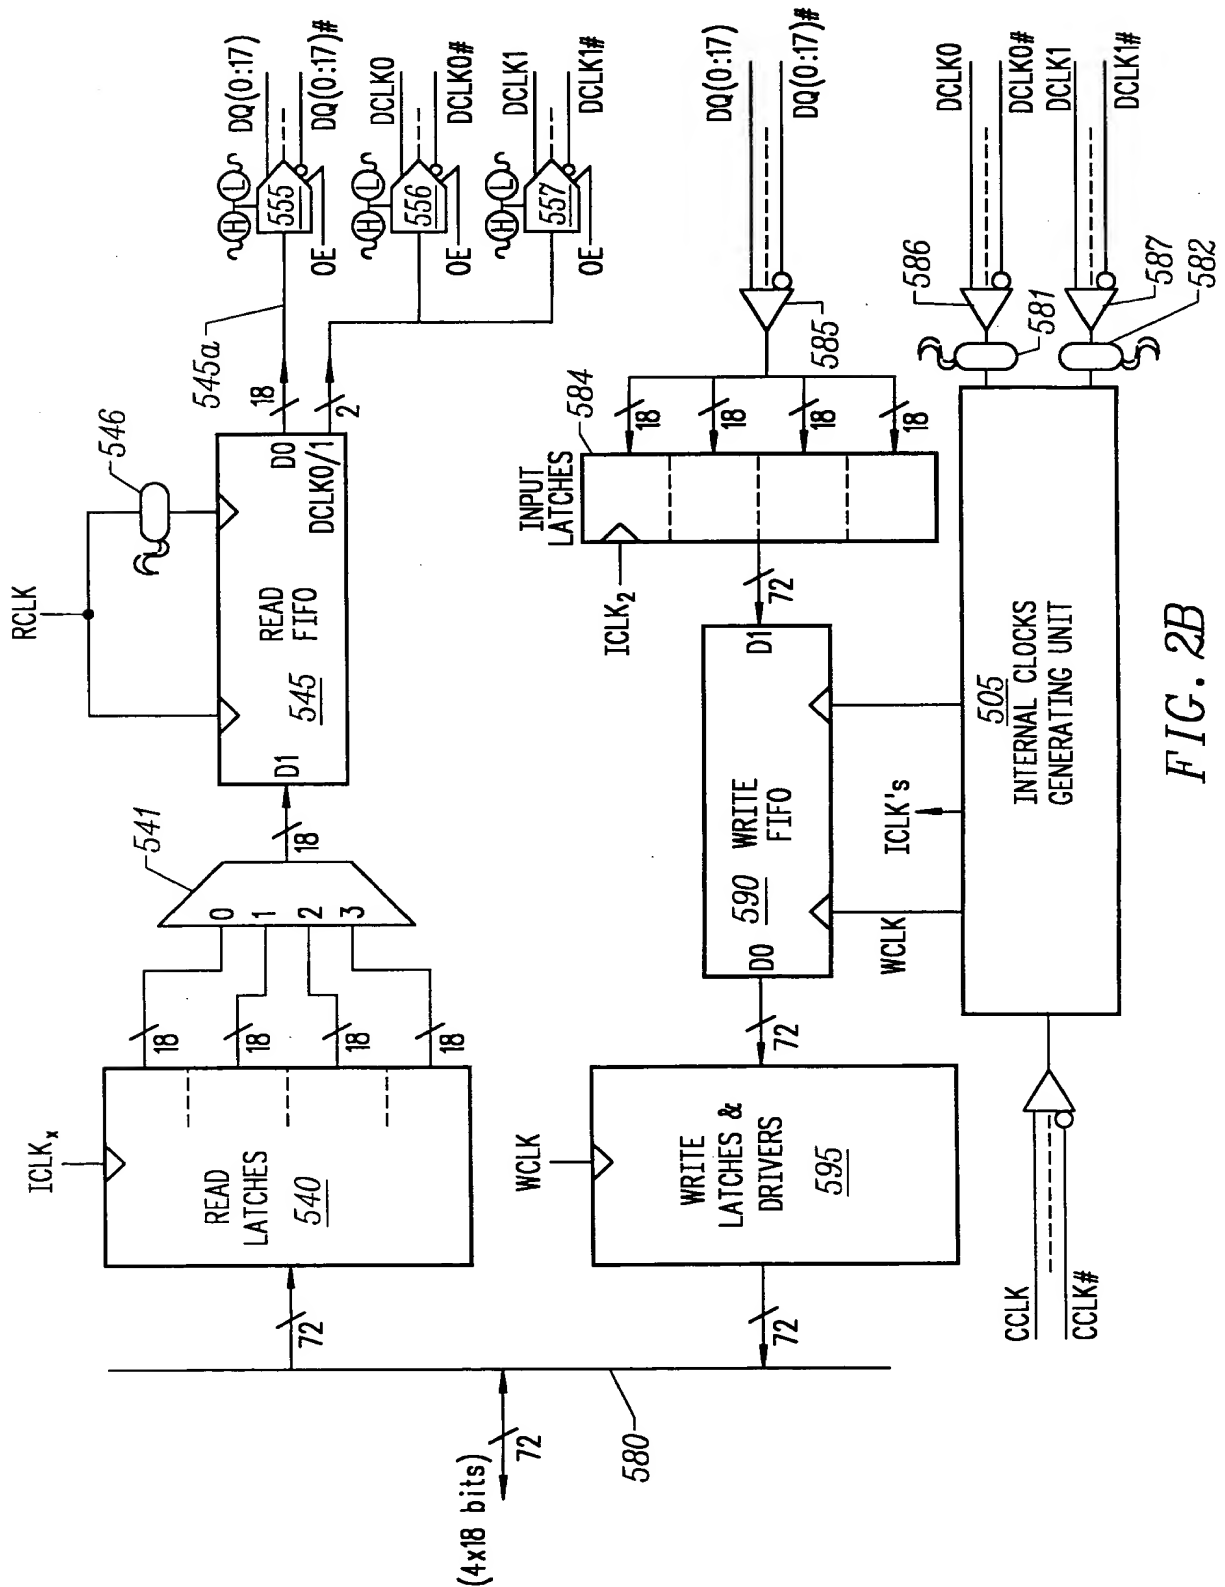 RCLK
546
ICLKx
541
READ
LATCHES
540
72
18
18
18
18
0
1
2
3
18
D1
READ
FIFO
545
D0
DCLK0/1
18
2
545a
H
L
555
DQ(0:17)
DQ(0:17)#
OE
H
L
556
DCLK0
DCLK0#
OE
H
L
557
DCLK1
DCLK1#
OE
(4x18 bits)
72
580
WCLK
WRITE
LATCHES &
DRIVERS
595
72
72
D0
WRITE
FIFO
590
D1
72
INPUT
LATCHES
584
ICLK2
18
18
18
18
585
DQ(0:17)
DQ(0:17)#
WCLK
ICLK's
CCLK
CCLK#
505
INTERNAL CLOCKS
GENERATING UNIT
586
581
587
582
DCLK0
DCLK0#
DCLK1
DCLK1#
FIG. 2B